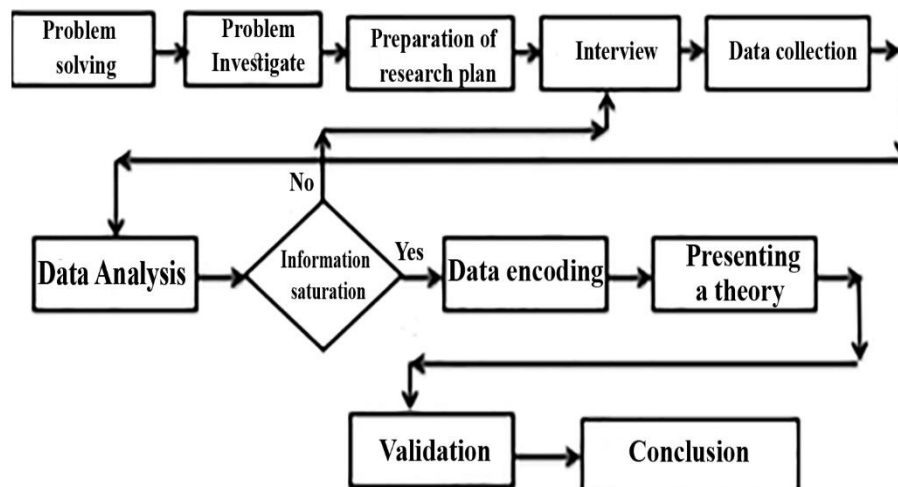 Problem
solving
Problem
Investigate
Preparation of
research plan
Interview
Data collection
No
Data Analysis
Information
saturation
Yes
Data encoding
Presenting
a theory
Validation
Conclusion